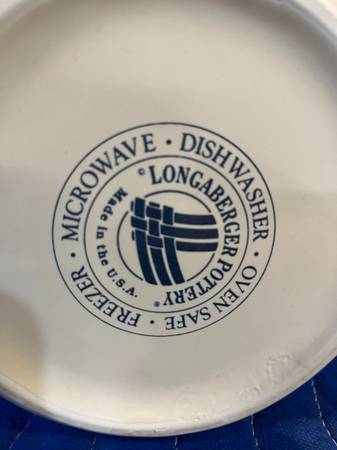 MICROWAVE · DISHWASHER · OVEN SAFE · FREEZER ·
© LONGABERGER POTTERY ®
Made in the U.S.A.